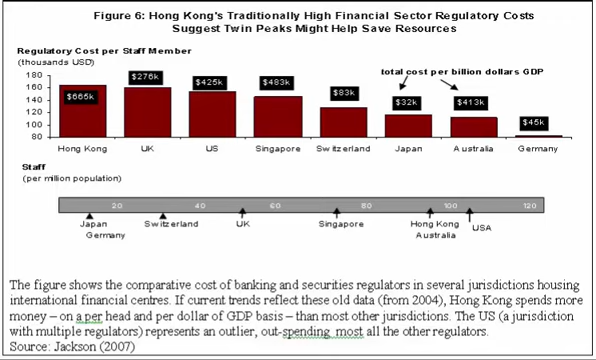 Figure 6: Hong Kong's Traditionally High Financial Sector Regulatory Costs
Suggest Twin Peaks Might Help Save Resources
Regulatory Cost per Staff Member
(thousands USD)
total cost per billion dollars GDP
180
160
140
120
100
80
$665k
$276k
$425k
$483k
$83k
$32k
$413k
$45k
Hong Kong UK US Singapore Switzerland Japan Australia Germany
Staff
(per million population)
20 40 60 80 100 120
Japan Switzerland UK Singapore Hong Kong USA
Germany Australia
The figure shows the comparative cost of banking and securities regulators in several jurisdictions housing
international financial centres. If current trends reflect these old data (from 2004), Hong Kong spends more
money – on a per head and per dollar of GDP basis – than most other jurisdictions. The US (a jurisdiction
with multiple regulators) represents an outlier, out-spending most all the other regulators.
Source: Jackson (2007)